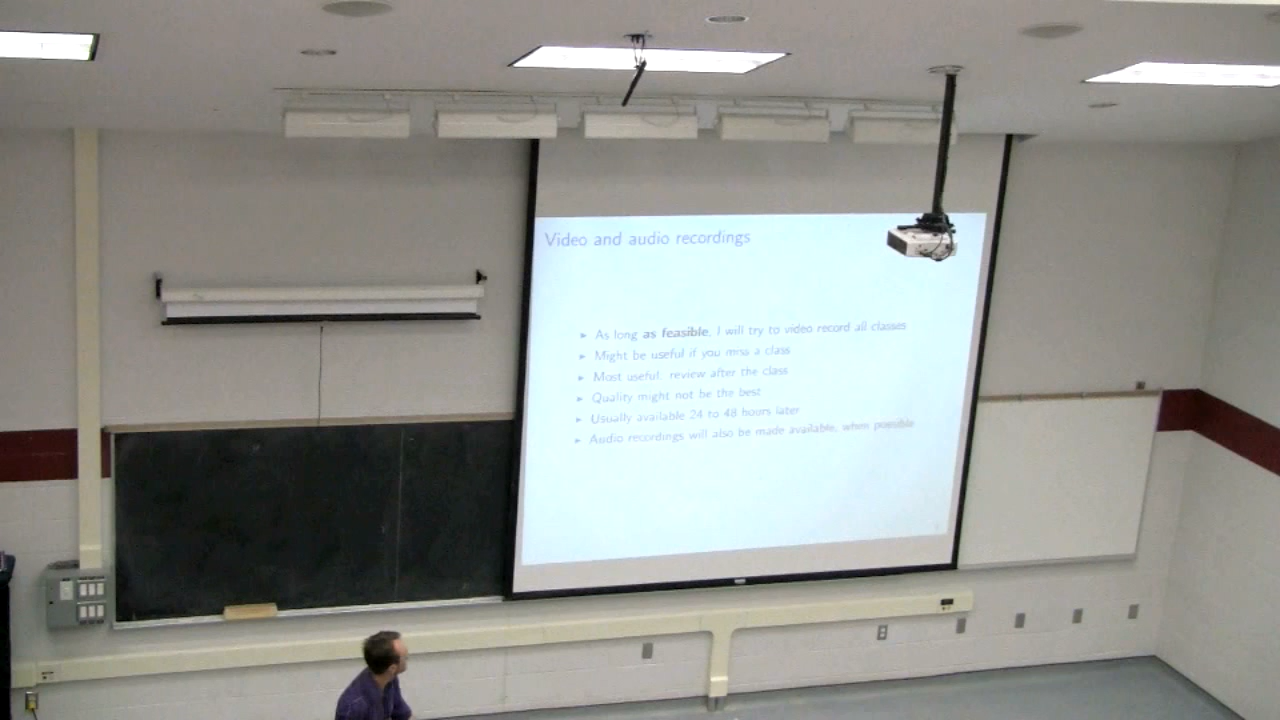 Video and audio recordings
▸ As long as feasible, I will try to video record all classes
▸ Might be useful if you miss a class
▸ Most useful: review after the class
▸ Quality might not be the best
▸ Usually available 24 to 48 hours later
▸ Audio recordings will also be made available, when possible